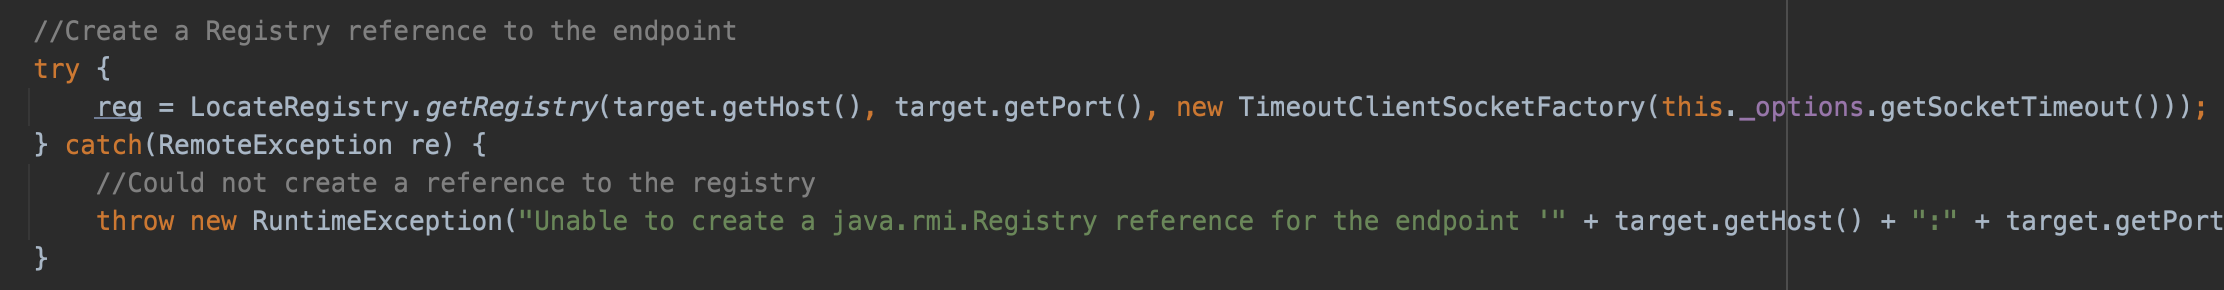 //Create a Registry reference to the endpoint
try {
    reg = LocateRegistry.getRegistry(target.getHost(), target.getPort(), new TimeoutClientSocketFactory(this._options.getSocketTimeout()));
} catch(RemoteException re) {
    //Could not create a reference to the registry
    throw new RuntimeException("Unable to create a java.rmi.Registry reference for the endpoint '" + target.getHost() + ":" + target.getPort
}